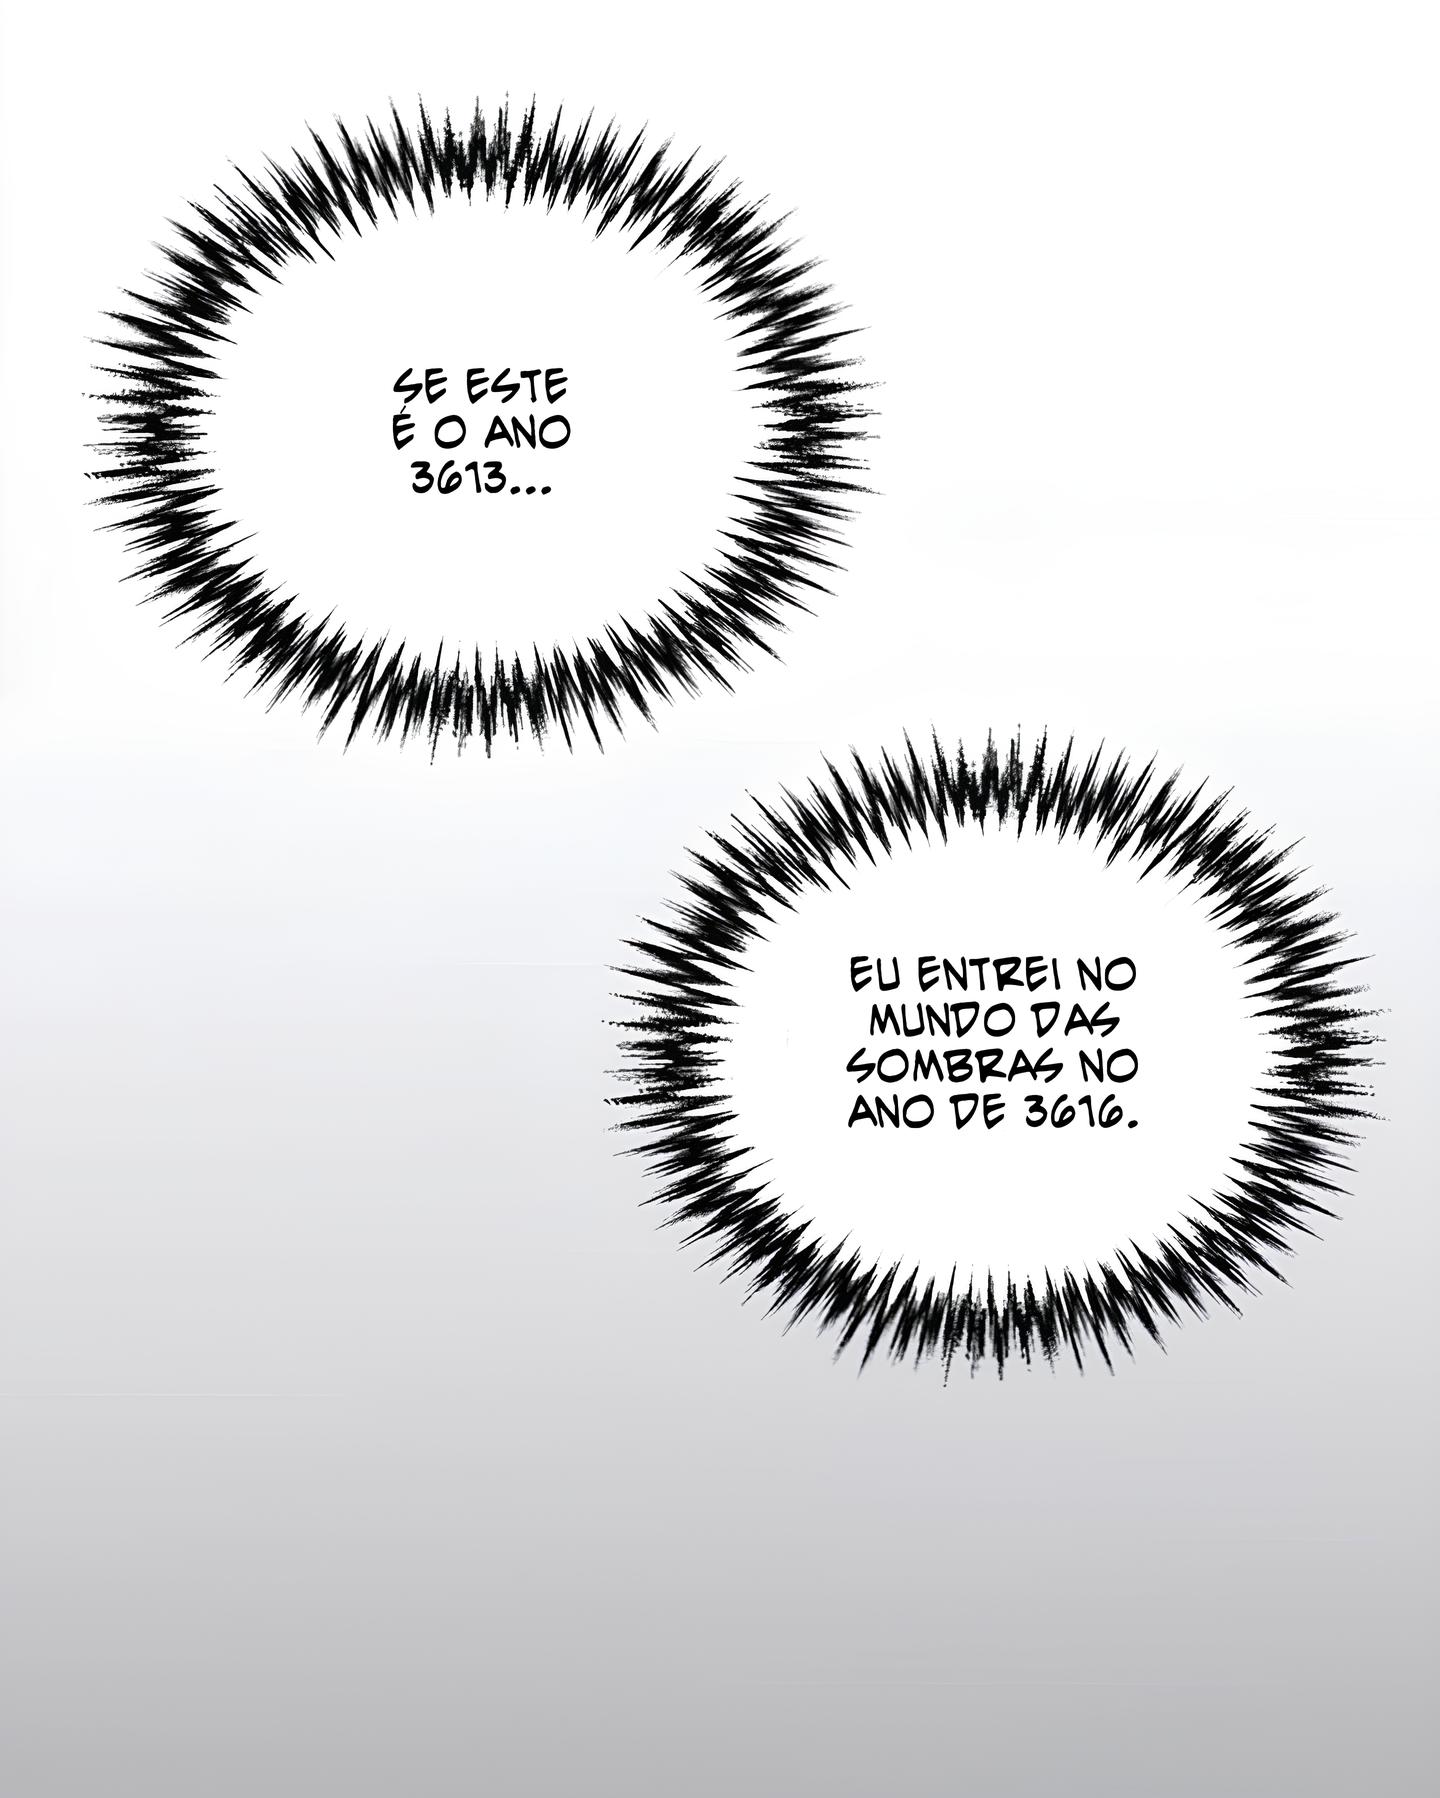 SE ESTE
É O ANO
3613...
EU ENTREI NO
MUNDO DAS
SOMBRAS NO
ANO DE 3616.